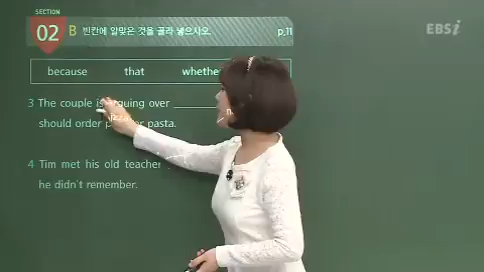 SECTION
02 B 빈칸에 알맞은 것을 골라 넣으시오. p.11
EBSi
because that whethe
3 The couple is arguing over
should order p pasta.
4 Tim met his old teacher
he didn't remember.